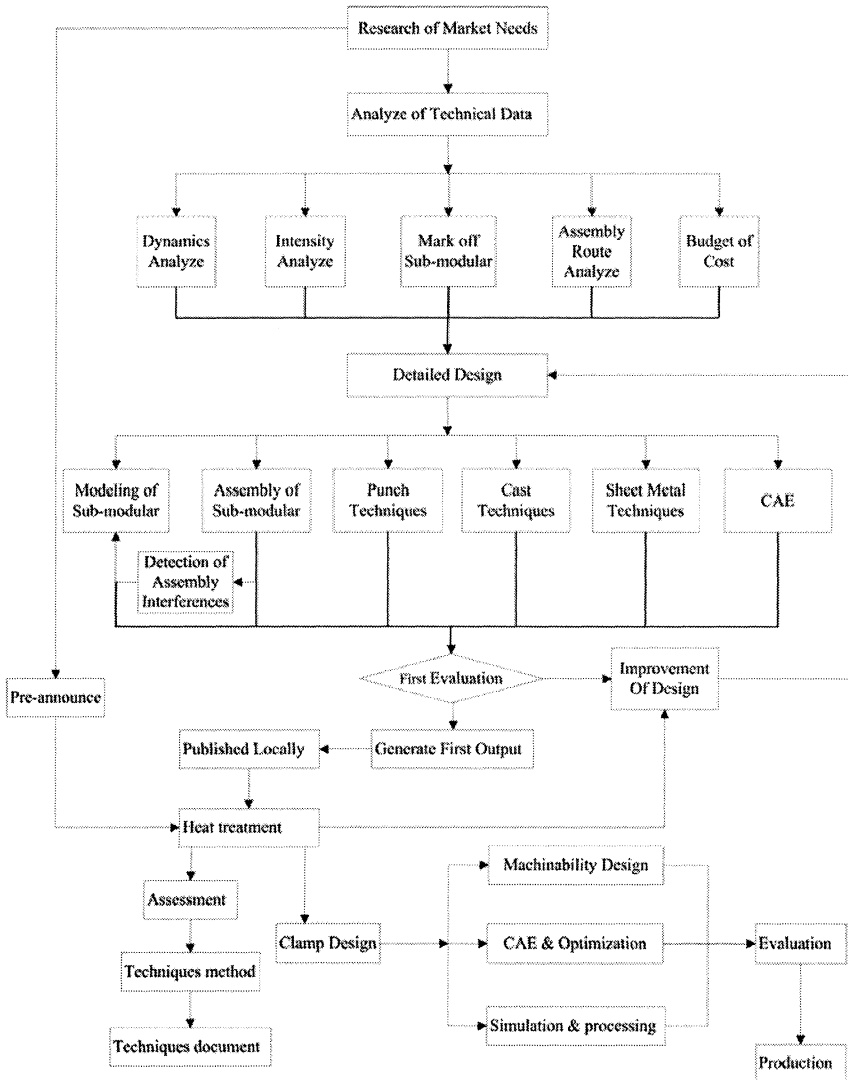 Research of Market Needs
Analyze of Technical Data
Dynamics
Analyze
Intensity
Analyze
Mark off
Sub-modular
Assembly
Route
Analyze
Budget of
Cost
Detailed Design
Modeling of
Sub-modular
Assembly of
Sub-modular
Punch
Techniques
Cast
Techniques
Sheet Metal
Techniques
CAE
Detection of
Assembly
Interferences
First Evaluation
Improvement
Of Design
Pre-announce
Published Locally
Generate First Output
Heat treatment
Machinability Design
Assessment
Clamp Design
CAE & Optimization
Evaluation
Techniques method
Simulation & processing
Techniques document
Production